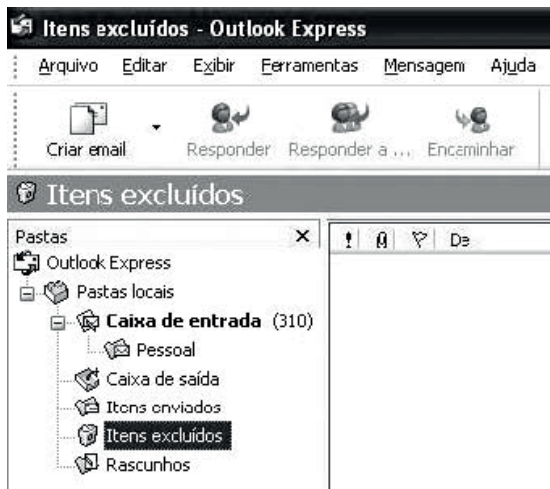 Itens excluídos - Outlook Express
Arquivo Editar Exibir Ferramentas Mensagem Ajuda
Criar email Responder Responder a ... Encaminhar
Itens excluídos
Pastas × ! De
Outlook Express
Pastas locais
Caixa de entrada (310)
Pessoal
Caixa de saída
Itens enviados
Itens excluídos
Rascunhos